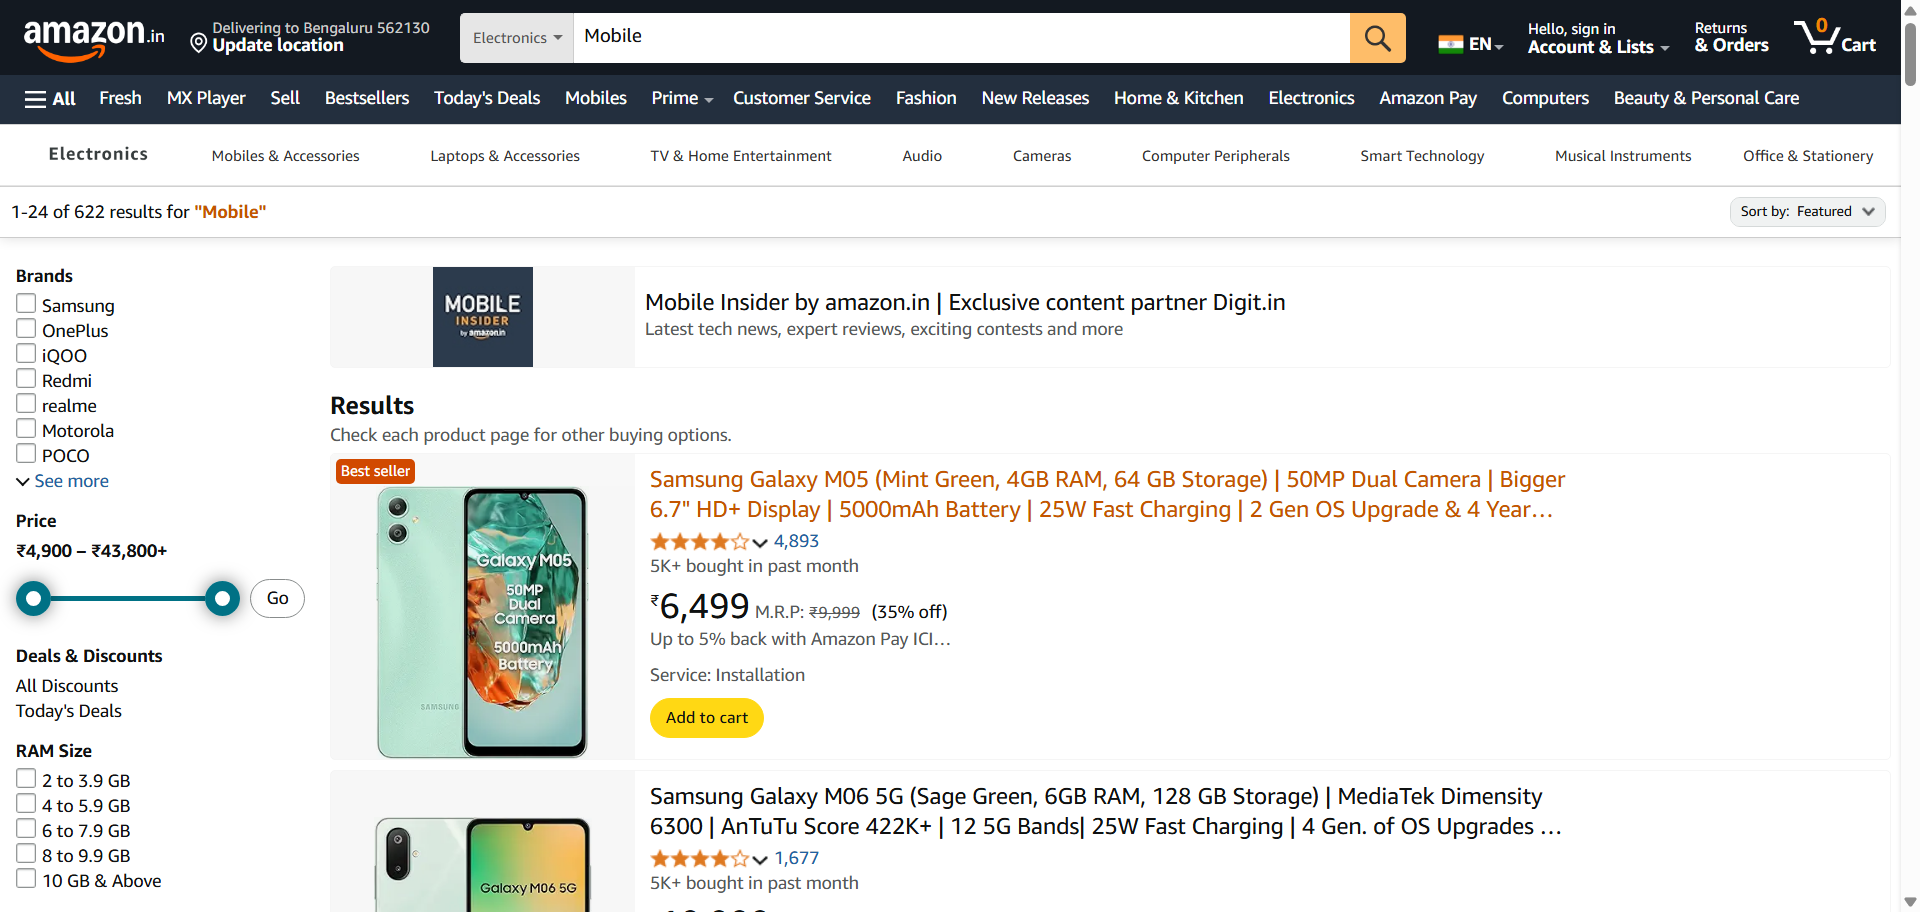 amazon.in
Delivering to Bengaluru 562130
Update location
Electronics
Mobile
EN
Hello, sign in
Account & Lists
Returns
& Orders
0
Cart
All
Fresh
MX Player
Sell
Bestsellers
Today's Deals
Mobiles
Prime
Customer Service
Fashion
New Releases
Home & Kitchen
Electronics
Amazon Pay
Computers
Beauty & Personal Care
Electronics
Mobiles & Accessories
Laptops & Accessories
TV & Home Entertainment
Audio
Cameras
Computer Peripherals
Smart Technology
Musical Instruments
Office & Stationery
1-24 of 622 results for "Mobile"
Sort by: Featured
Brands
Samsung
OnePlus
iQOO
Redmi
realme
Motorola
POCO
See more
Price
₹4,900 – ₹43,800+
Go
Deals & Discounts
All Discounts
Today's Deals
RAM Size
2 to 3.9 GB
4 to 5.9 GB
6 to 7.9 GB
8 to 9.9 GB
10 GB & Above
MOBILE
INSIDER
by amazon.in
Mobile Insider by amazon.in | Exclusive content partner Digit.in
Latest tech news, expert reviews, exciting contests and more
Results
Check each product page for other buying options.
Best seller
Galaxy M05
50MP
Dual
Camera
5000mAh
Battery
SAMSUNG
Samsung Galaxy M05 (Mint Green, 4GB RAM, 64 GB Storage) | 50MP Dual Camera | Bigger
6.7" HD+ Display | 5000mAh Battery | 25W Fast Charging | 2 Gen OS Upgrade & 4 Year…
4,893
5K+ bought in past month
₹6,499 M.R.P: ₹9,999 (35% off)
Up to 5% back with Amazon Pay ICI…
Service: Installation
Add to cart
Galaxy M06 5G
Samsung Galaxy M06 5G (Sage Green, 6GB RAM, 128 GB Storage) | MediaTek Dimensity
6300 | AnTuTu Score 422K+ | 12 5G Bands| 25W Fast Charging | 4 Gen. of OS Upgrades …
1,677
5K+ bought in past month